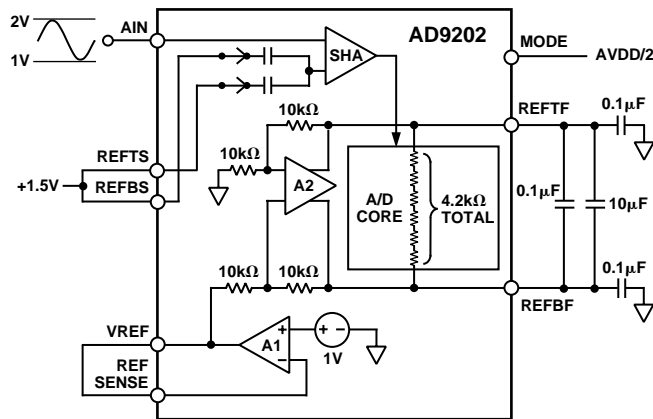 2V
1V
AIN
AD9202
SHA
MODE
AVDD/2
REFTS
REFBS
+1.5V
10kΩ
10kΩ
A2
A/D
CORE
4.2kΩ
TOTAL
REFTF
0.1μF
0.1μF
10μF
0.1μF
10kΩ
10kΩ
REFBF
VREF
REF
SENSE
A1
+
−
+ −
1V